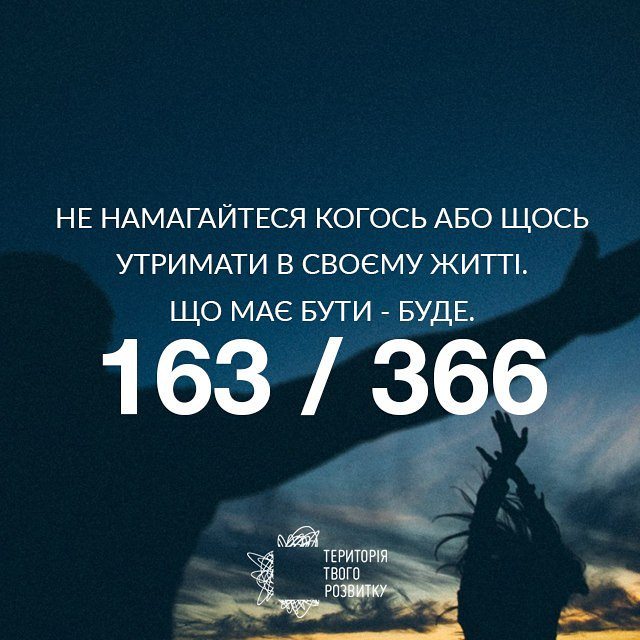 НЕ НАМАГАЙТЕСЯ КОГОСЬ АБО ЩОСЬ
УТРИМАТИ В СВОЄМУ ЖИТТІ.
ЩО МАЄ БУТИ - БУДЕ.
163 / 366
ТЕРИТОРІЯ
ТВОГО
РОЗВИТКУ